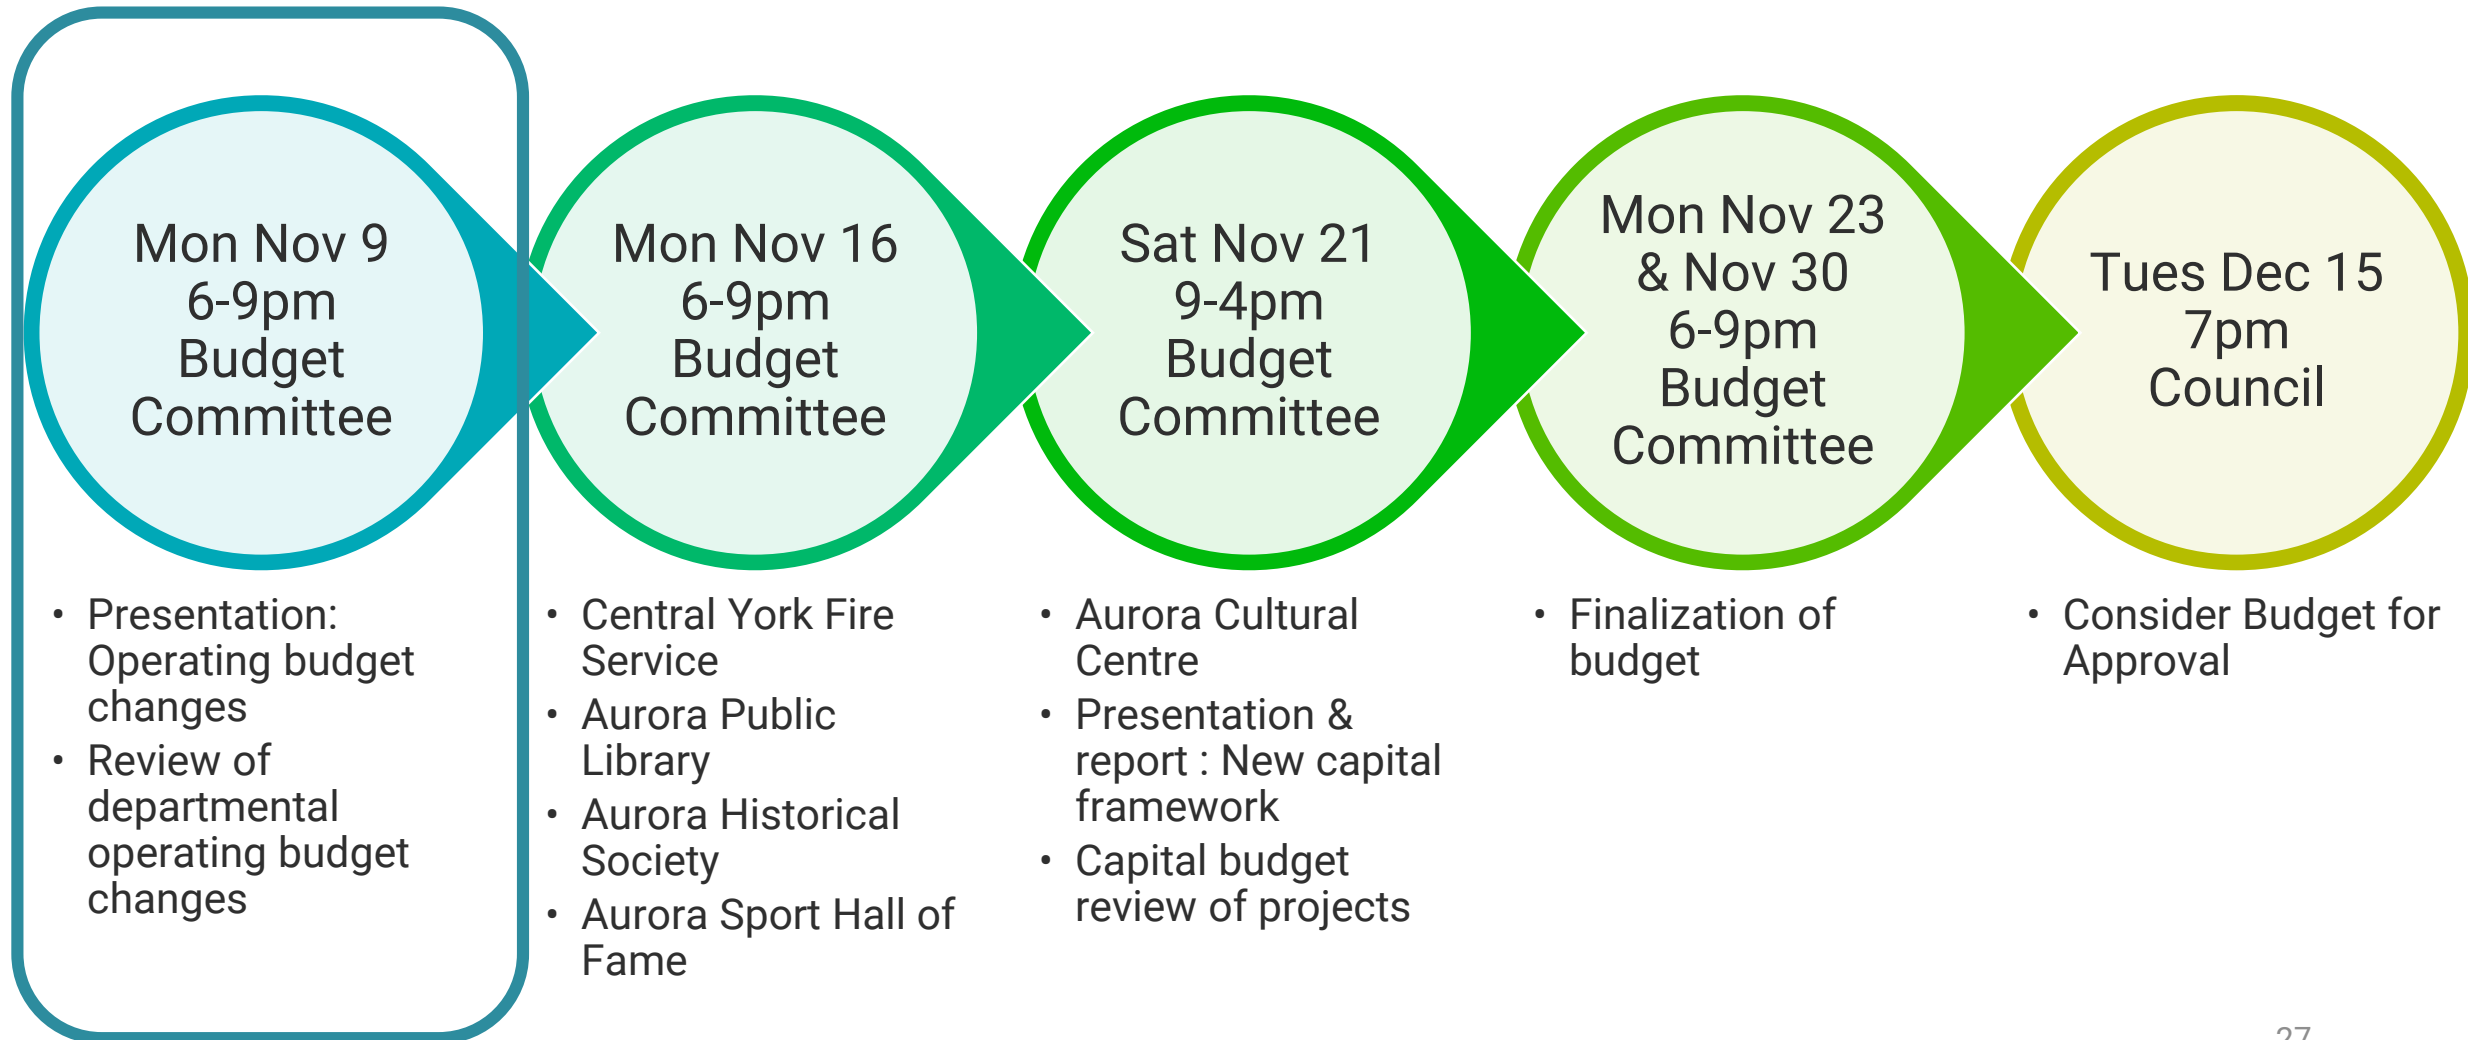 Mon Nov 9
6-9pm
Budget
Committee
• Presentation:
Operating budget
changes
• Review of
departmental
operating budget
changes
Mon Nov 16
6-9pm
Budget
Committee
• Central York Fire
Service
• Aurora Public
Library
• Aurora Historical
Society
• Aurora Sport Hall of
Fame
Sat Nov 21
9-4pm
Budget
Committee
• Aurora Cultural
Centre
• Presentation &
report : New capital
framework
• Capital budget
review of projects
Mon Nov 23
& Nov 30
6-9pm
Budget
Committee
• Finalization of
budget
Tues Dec 15
7pm
Council
• Consider Budget for
Approval
27